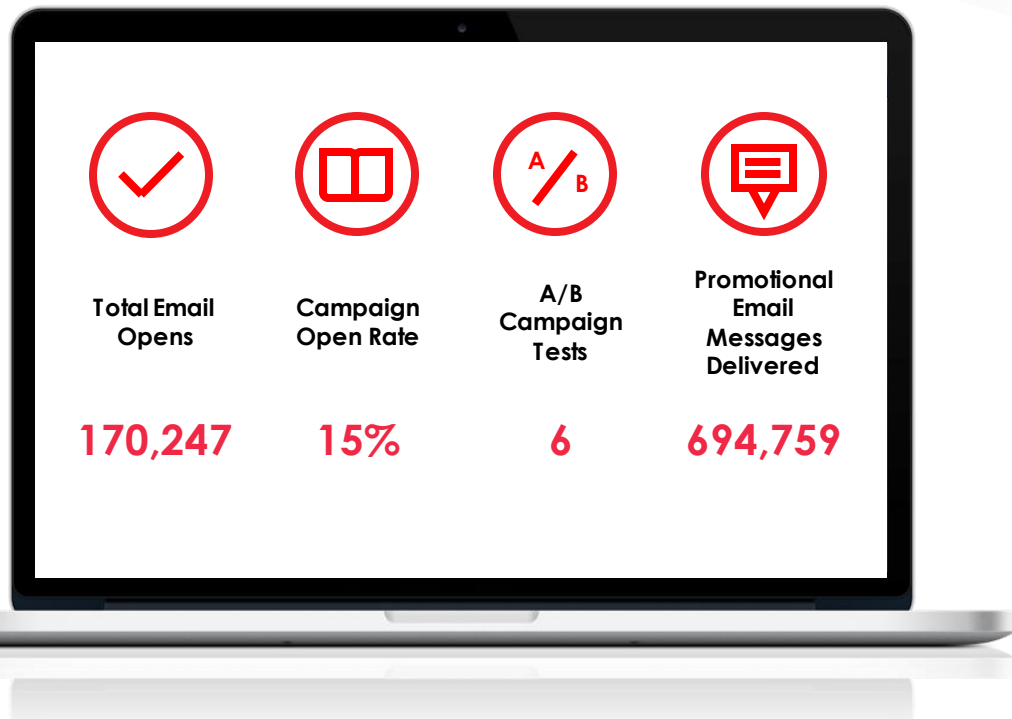 A
B
Total Email
Opens
170,247
Campaign
Open Rate
15%
A/B
Campaign
Tests
6
Promotional
Email
Messages
Delivered
694,759